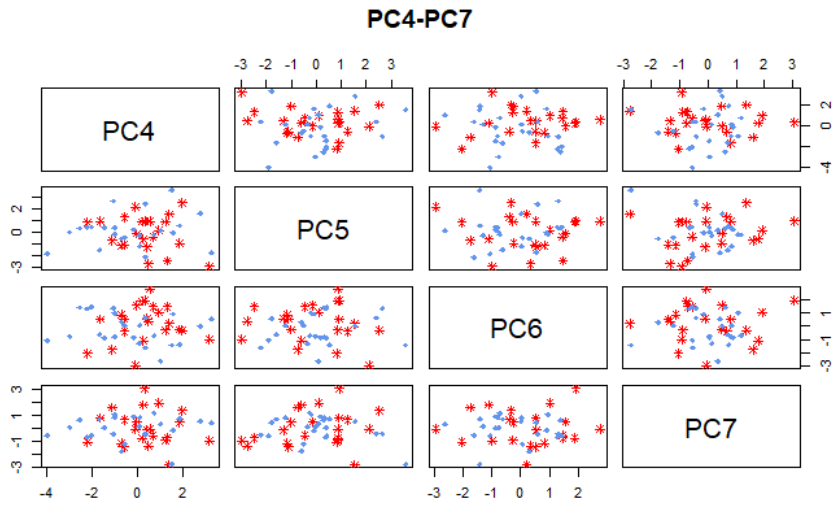 PC4-PC7
-3 -2 -1 0 1 2 3
-3 -2 -1 0 1 2 3
PC4
-4 0 2
-3 0 2
PC5
PC6
-3 -1 1
-3 -1 1 3
PC7
-4 -2 0 2
-3 -2 -1 0 1 2